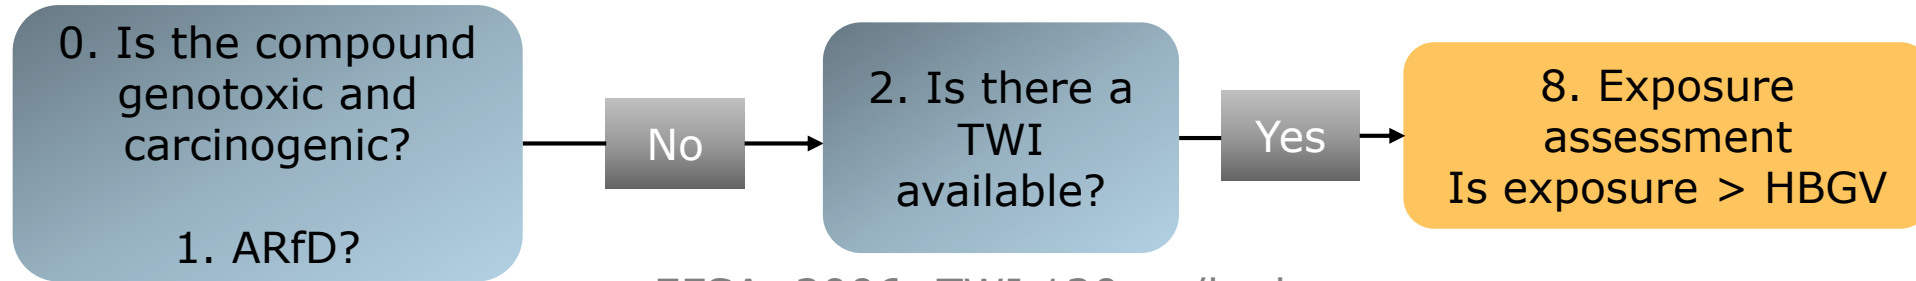 0. Is the compound
genotoxic and
carcinogenic?
1. ARfD?
No
2. Is there a
TWI
available?
Yes
8. Exposure
assessment
Is exposure > HBGV